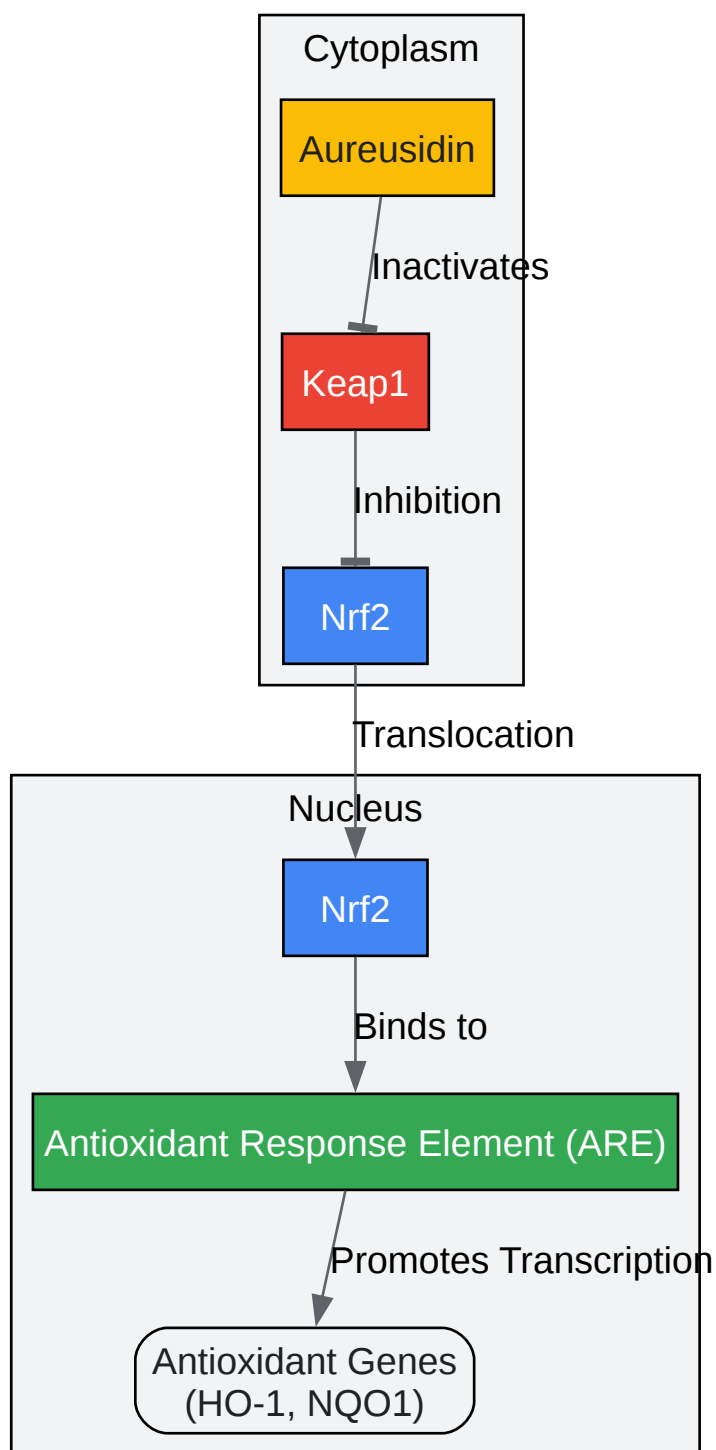 Cytoplasm
Aureusidin
Inactivates
Keap1
Inhibition
Nrf2
Translocation
Nucleus
Nrf2
Binds to
Antioxidant Response Element (ARE)
Promotes Transcription
Antioxidant Genes
(HO-1, NQO1)